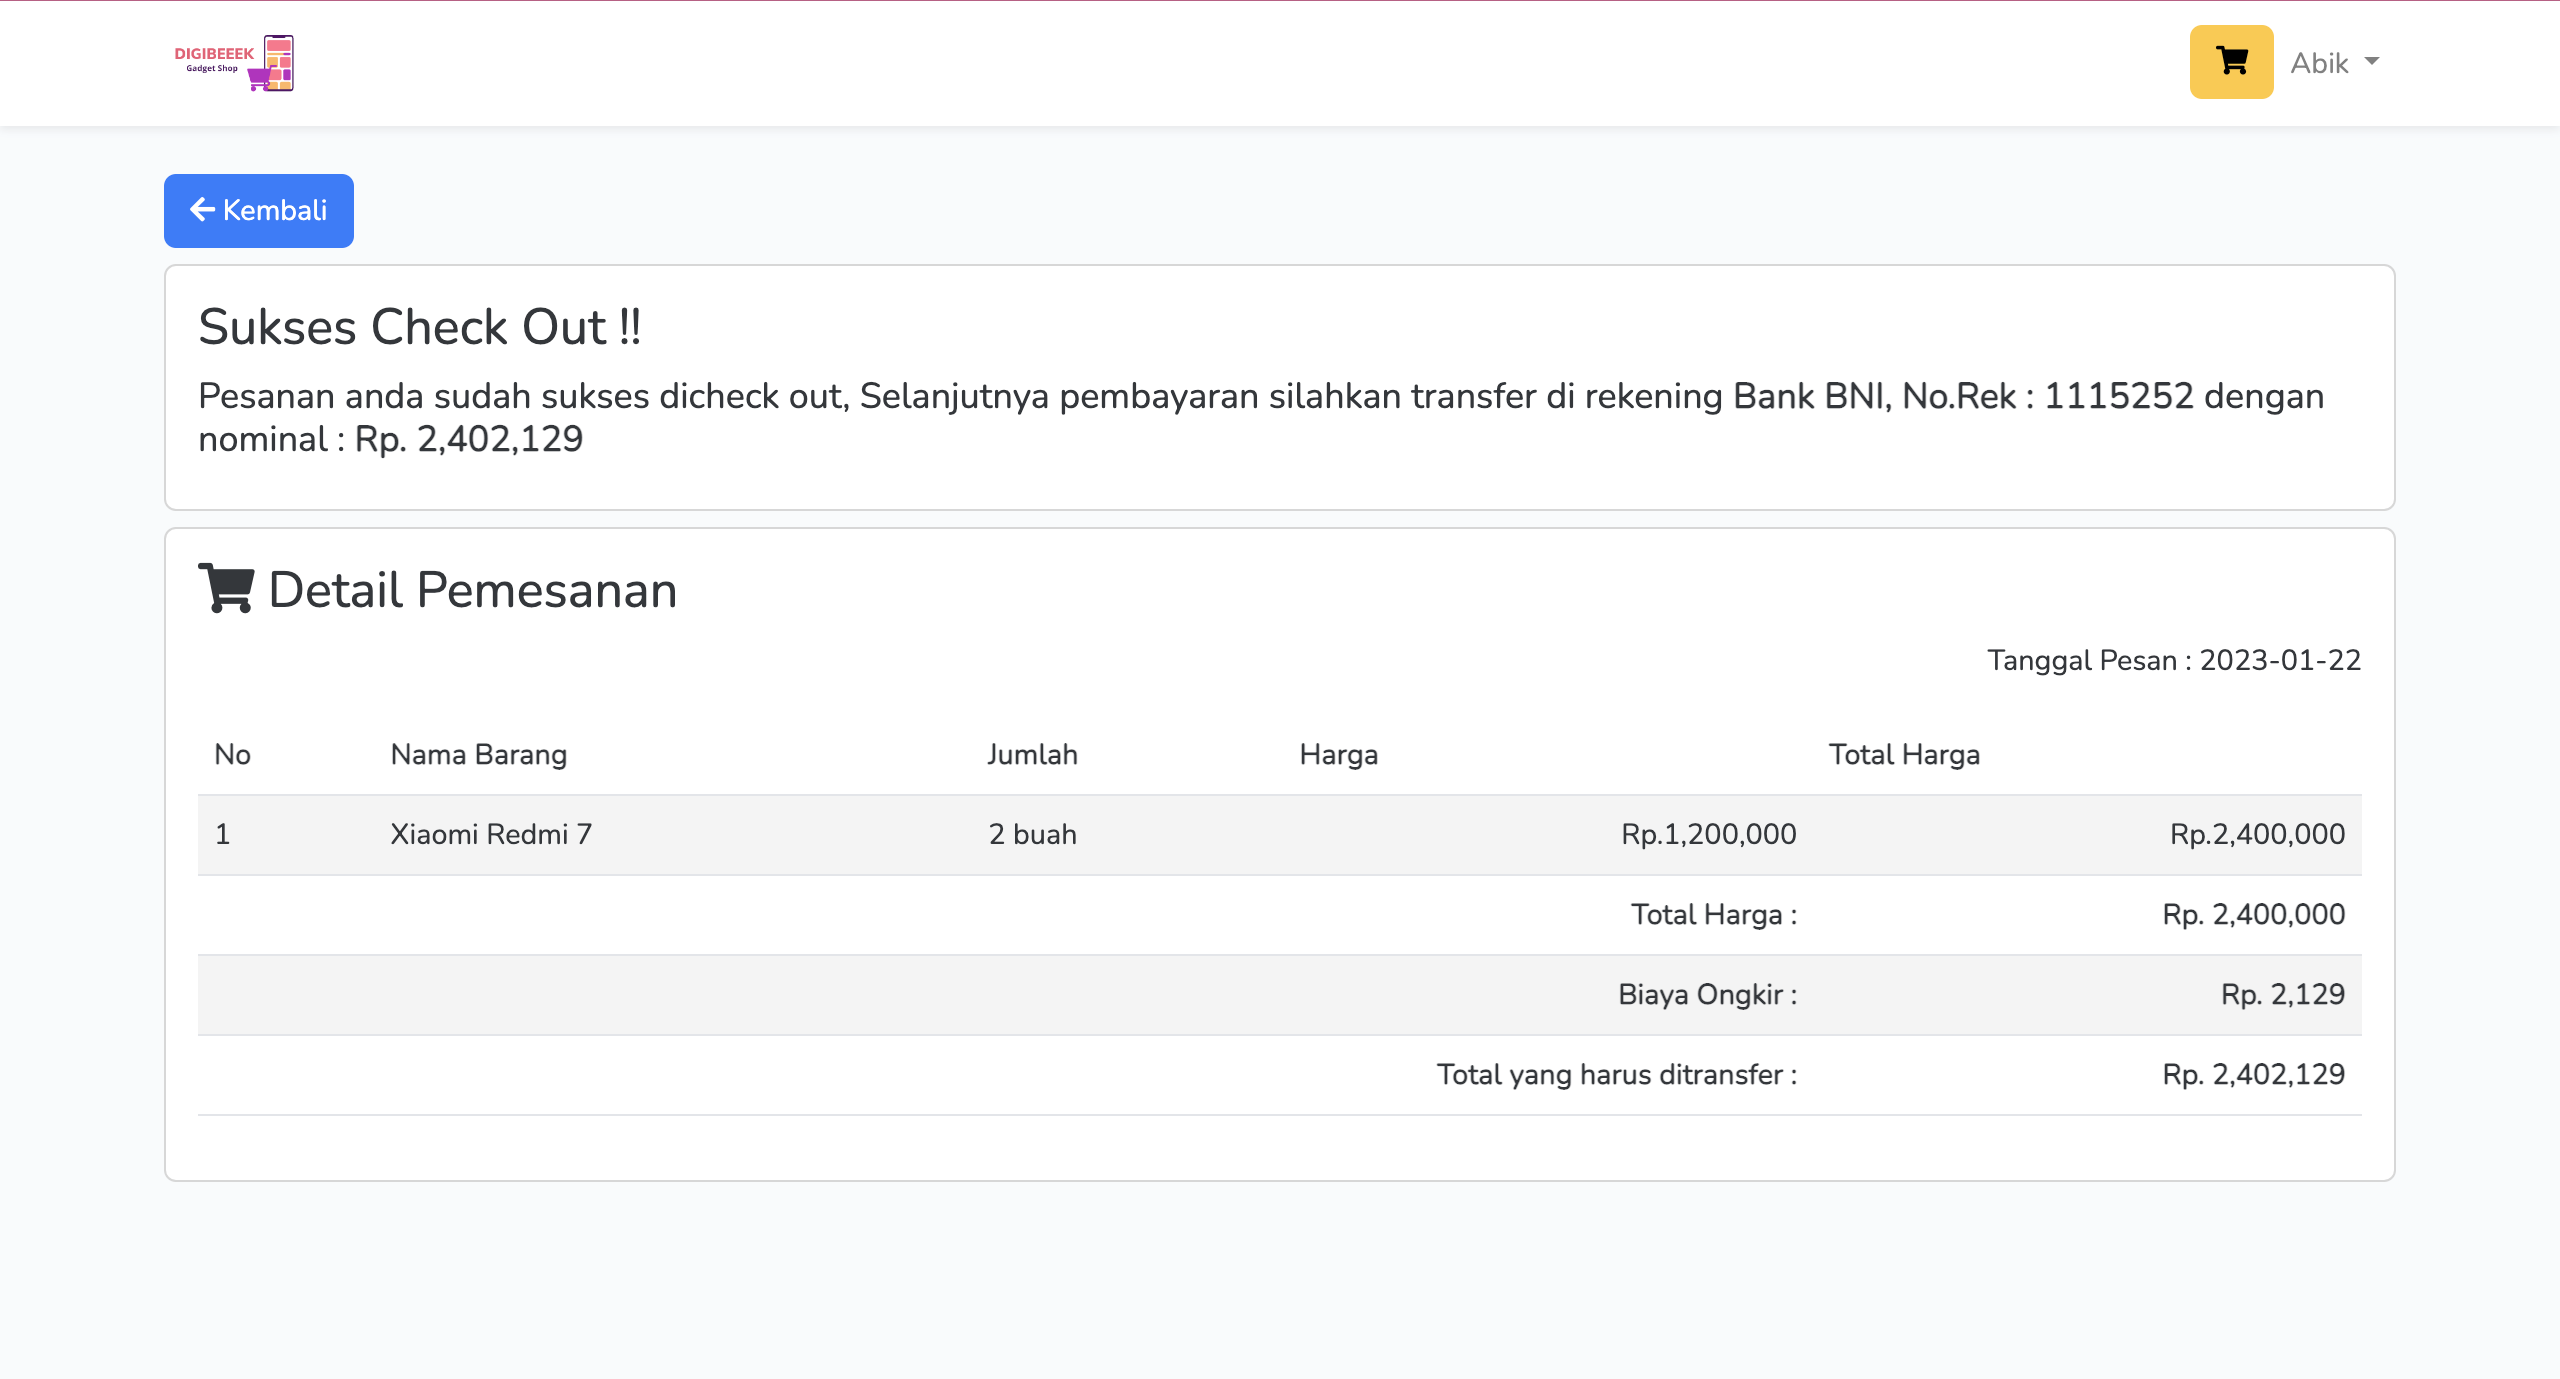 DIGIBEEEK
Gadget Shop
Abik
Kembali
Sukses Check Out !!
Pesanan anda sudah sukses dicheck out, Selanjutnya pembayaran silahkan transfer di rekening Bank BNI, No.Rek : 1115252 dengan
nominal : Rp. 2,402,129
Detail Pemesanan
Tanggal Pesan : 2023-01-22
No Nama Barang Jumlah Harga Total Harga
1 Xiaomi Redmi 7 2 buah Rp.1,200,000 Rp.2,400,000
Total Harga : Rp. 2,400,000
Biaya Ongkir : Rp. 2,129
Total yang harus ditransfer : Rp. 2,402,129